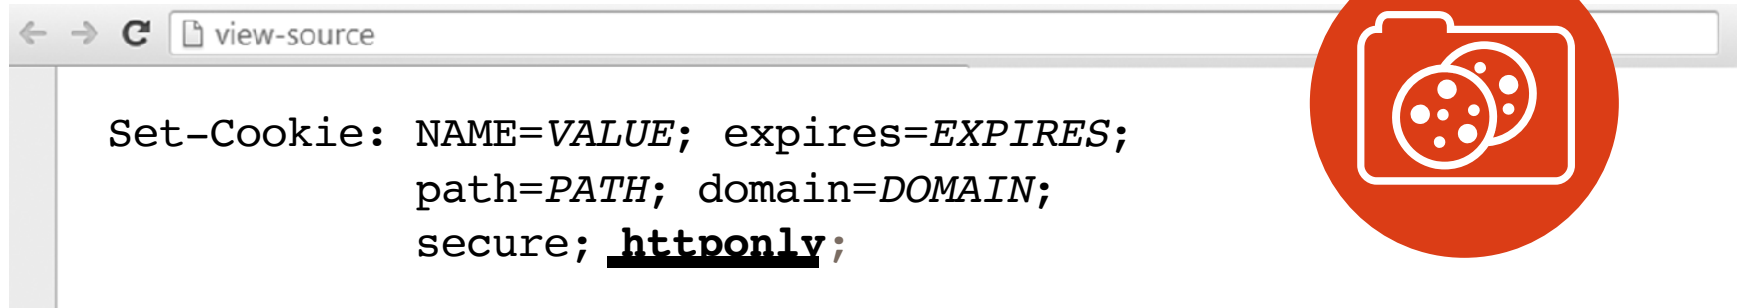 view-source
Set-Cookie: NAME=VALUE; expires=EXPIRES;
path=PATH; domain=DOMAIN;
secure; httponly;